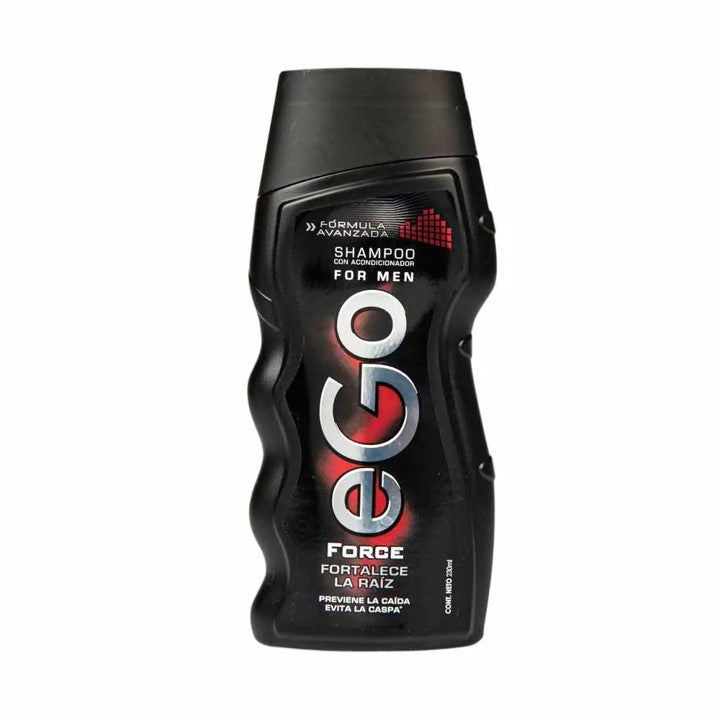 » FÓRMULA
AVANZADA
SHAMPOO
CON ACONDICIONADOR
FOR MEN
eGo
FORCE
FORTALECE
LA RAÍZ
PREVIENE LA CAÍDA
EVITA LA CASPA*
CONT. NETO 230ml